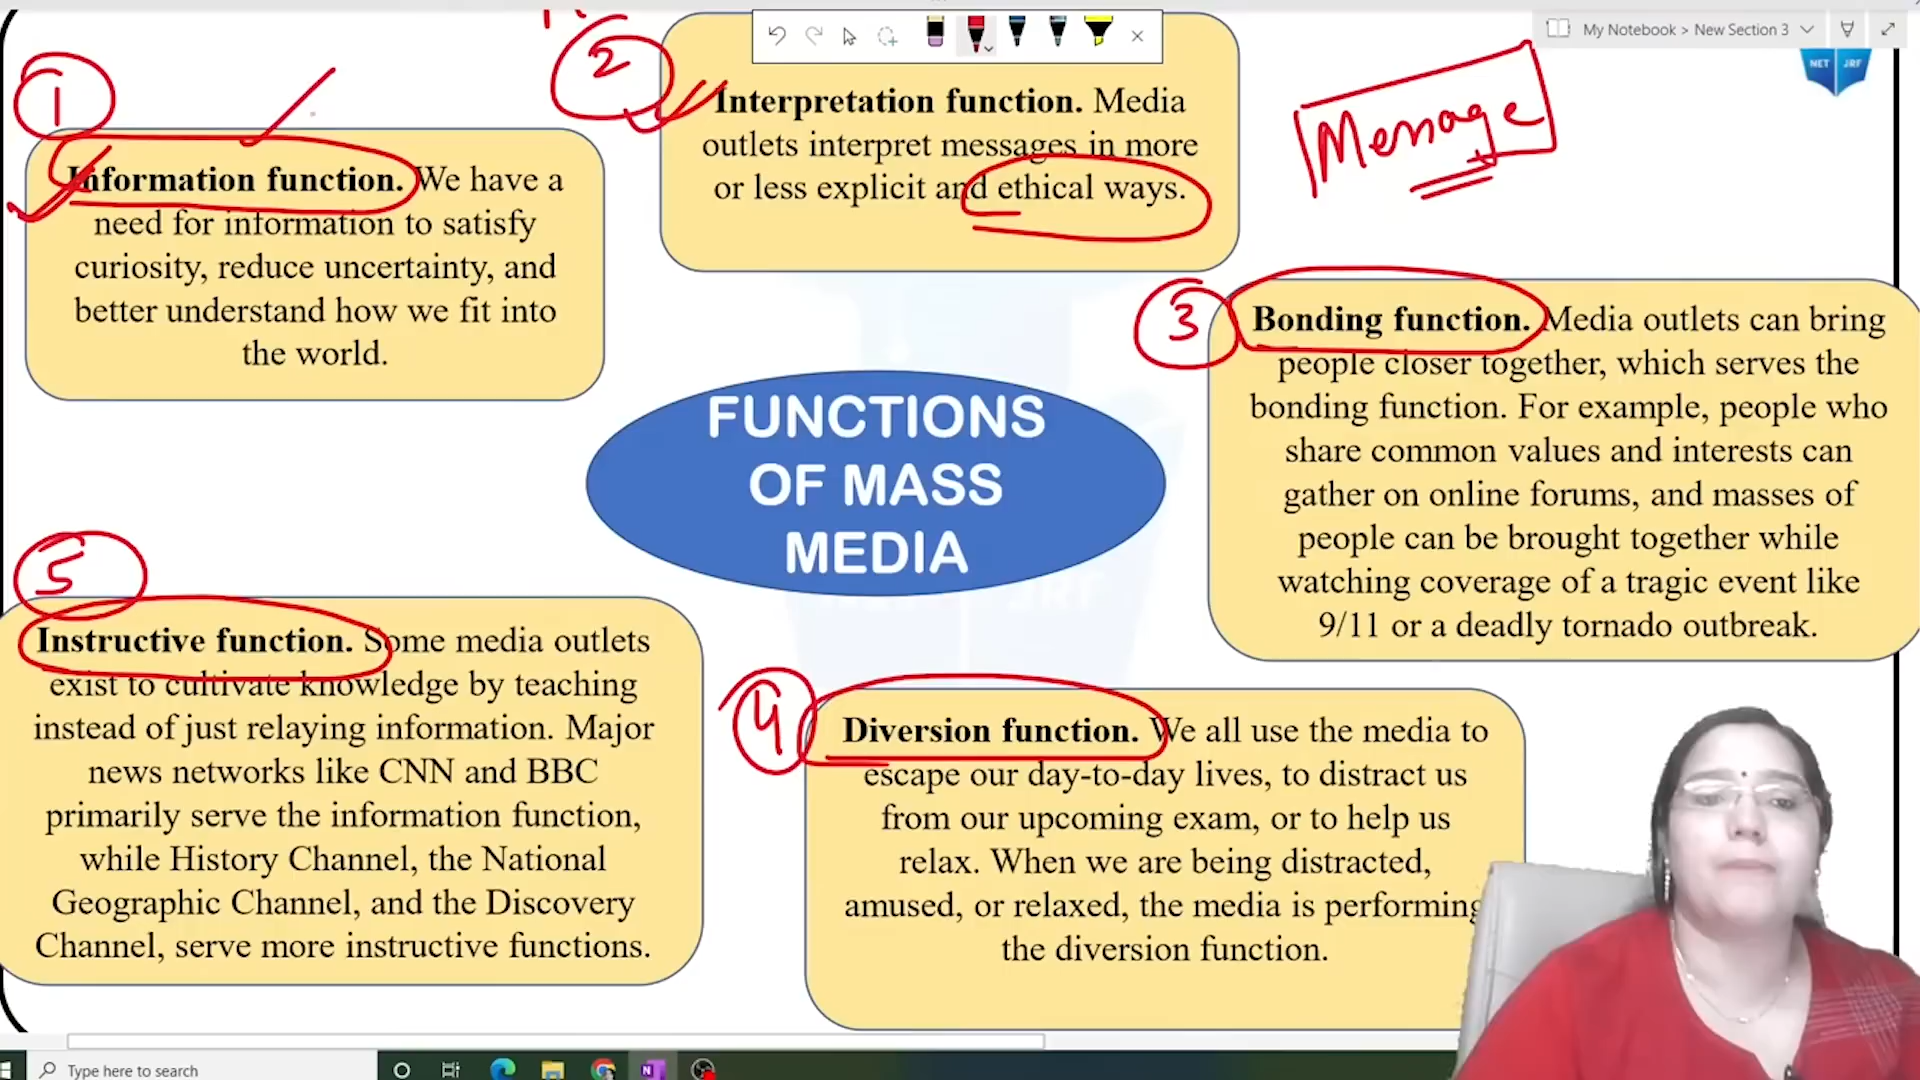 My Notebook > New Section 3
NET JRF
1
Information function. We have a
need for information to satisfy
curiosity, reduce uncertainty, and
better understand how we fit into
the world.
2
Interpretation function. Media
outlets interpret messages in more
or less explicit and ethical ways.
Message
3
Bonding function. Media outlets can bring
people closer together, which serves the
bonding function. For example, people who
share common values and interests can
gather on online forums, and masses of
people can be brought together while
watching coverage of a tragic event like
9/11 or a deadly tornado outbreak.
FUNCTIONS
OF MASS
MEDIA
JRF
5
Instructive function. Some media outlets
exist to cultivate knowledge by teaching
instead of just relaying information. Major
news networks like CNN and BBC
primarily serve the information function,
while History Channel, the National
Geographic Channel, and the Discovery
Channel, serve more instructive functions.
4
Diversion function. We all use the media to
escape our day-to-day lives, to distract us
from our upcoming exam, or to help us
relax. When we are being distracted,
amused, or relaxed, the media is performing
the diversion function.
Type here to search